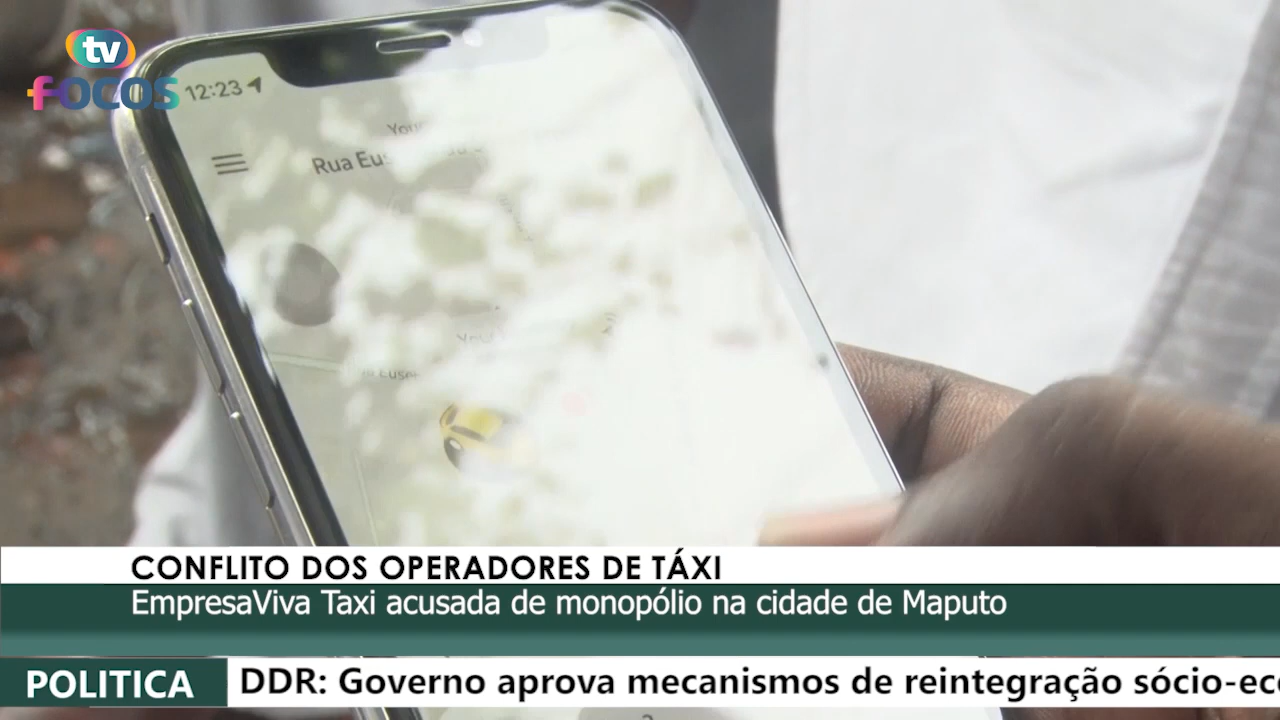 tv
focos
12:23
Rua Eus
CONFLITO DOS OPERADORES DE TÁXI
EmpresaViva Taxi acusada de monopólio na cidade de Maputo
POLITICA
DDR: Governo aprova mecanismos de reintegração sócio-ec